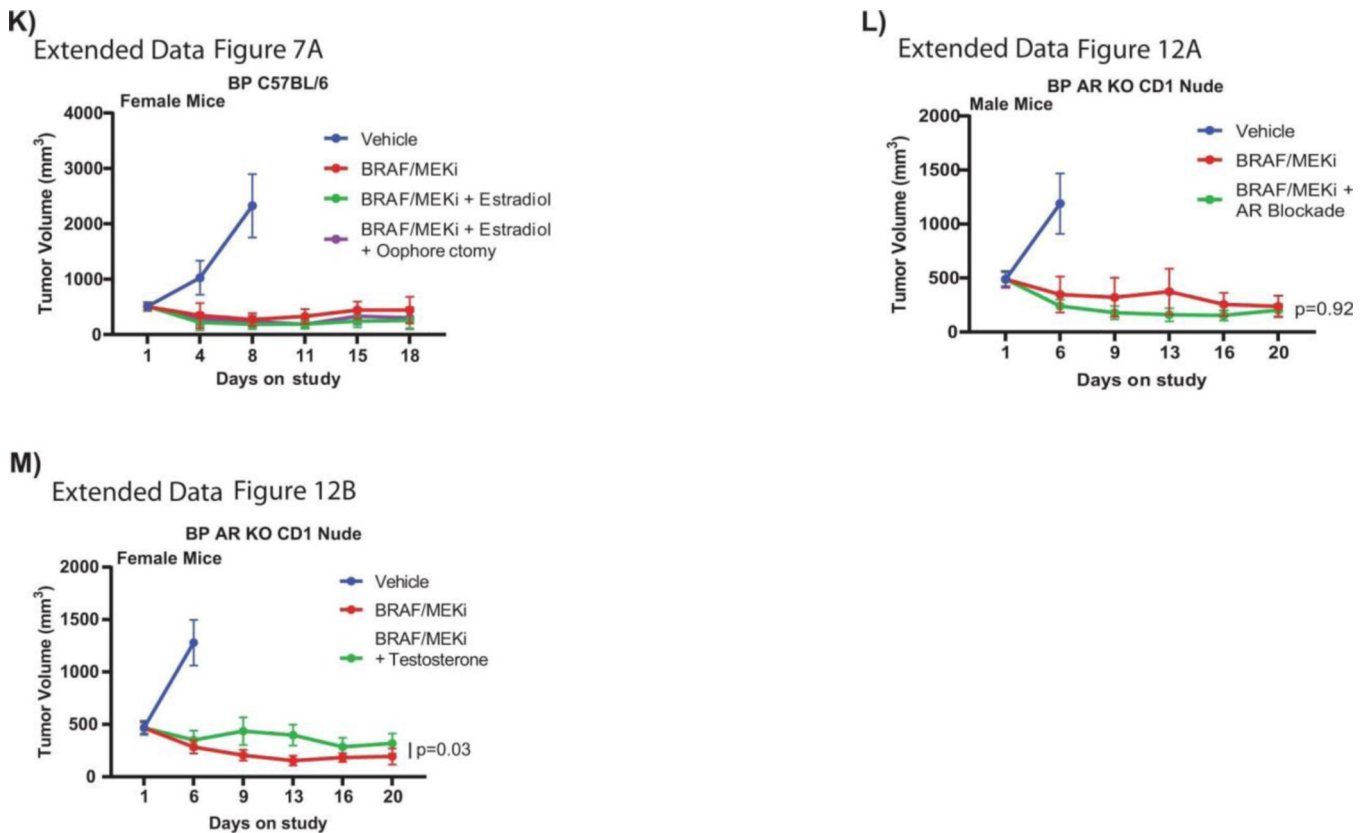 K)
Extended Data Figure 7A
BP C57BL/6
Female Mice
Tumor Volume (mm³)
4000
3000
2000
1000
0
Vehicle
BRAF/MEKi
BRAF/MEKi + Estradiol
BRAF/MEKi + Estradiol
+ Oophore ctomy
1 4 8 11 15 18
Days on study
L)
Extended Data Figure 12A
BP AR KO CD1 Nude
Male Mice
Tumor Volume (mm³)
2000
1500
1000
500
0
Vehicle
BRAF/MEKi
BRAF/MEKi +
AR Blockade
p=0.92
1 6 9 13 16 20
Days on study
M)
Extended Data Figure 12B
BP AR KO CD1 Nude
Female Mice
Tumor Volume (mm³)
2000
1500
1000
500
0
Vehicle
BRAF/MEKi
BRAF/MEKi
+ Testosterone
p=0.03
1 6 9 13 16 20
Days on study